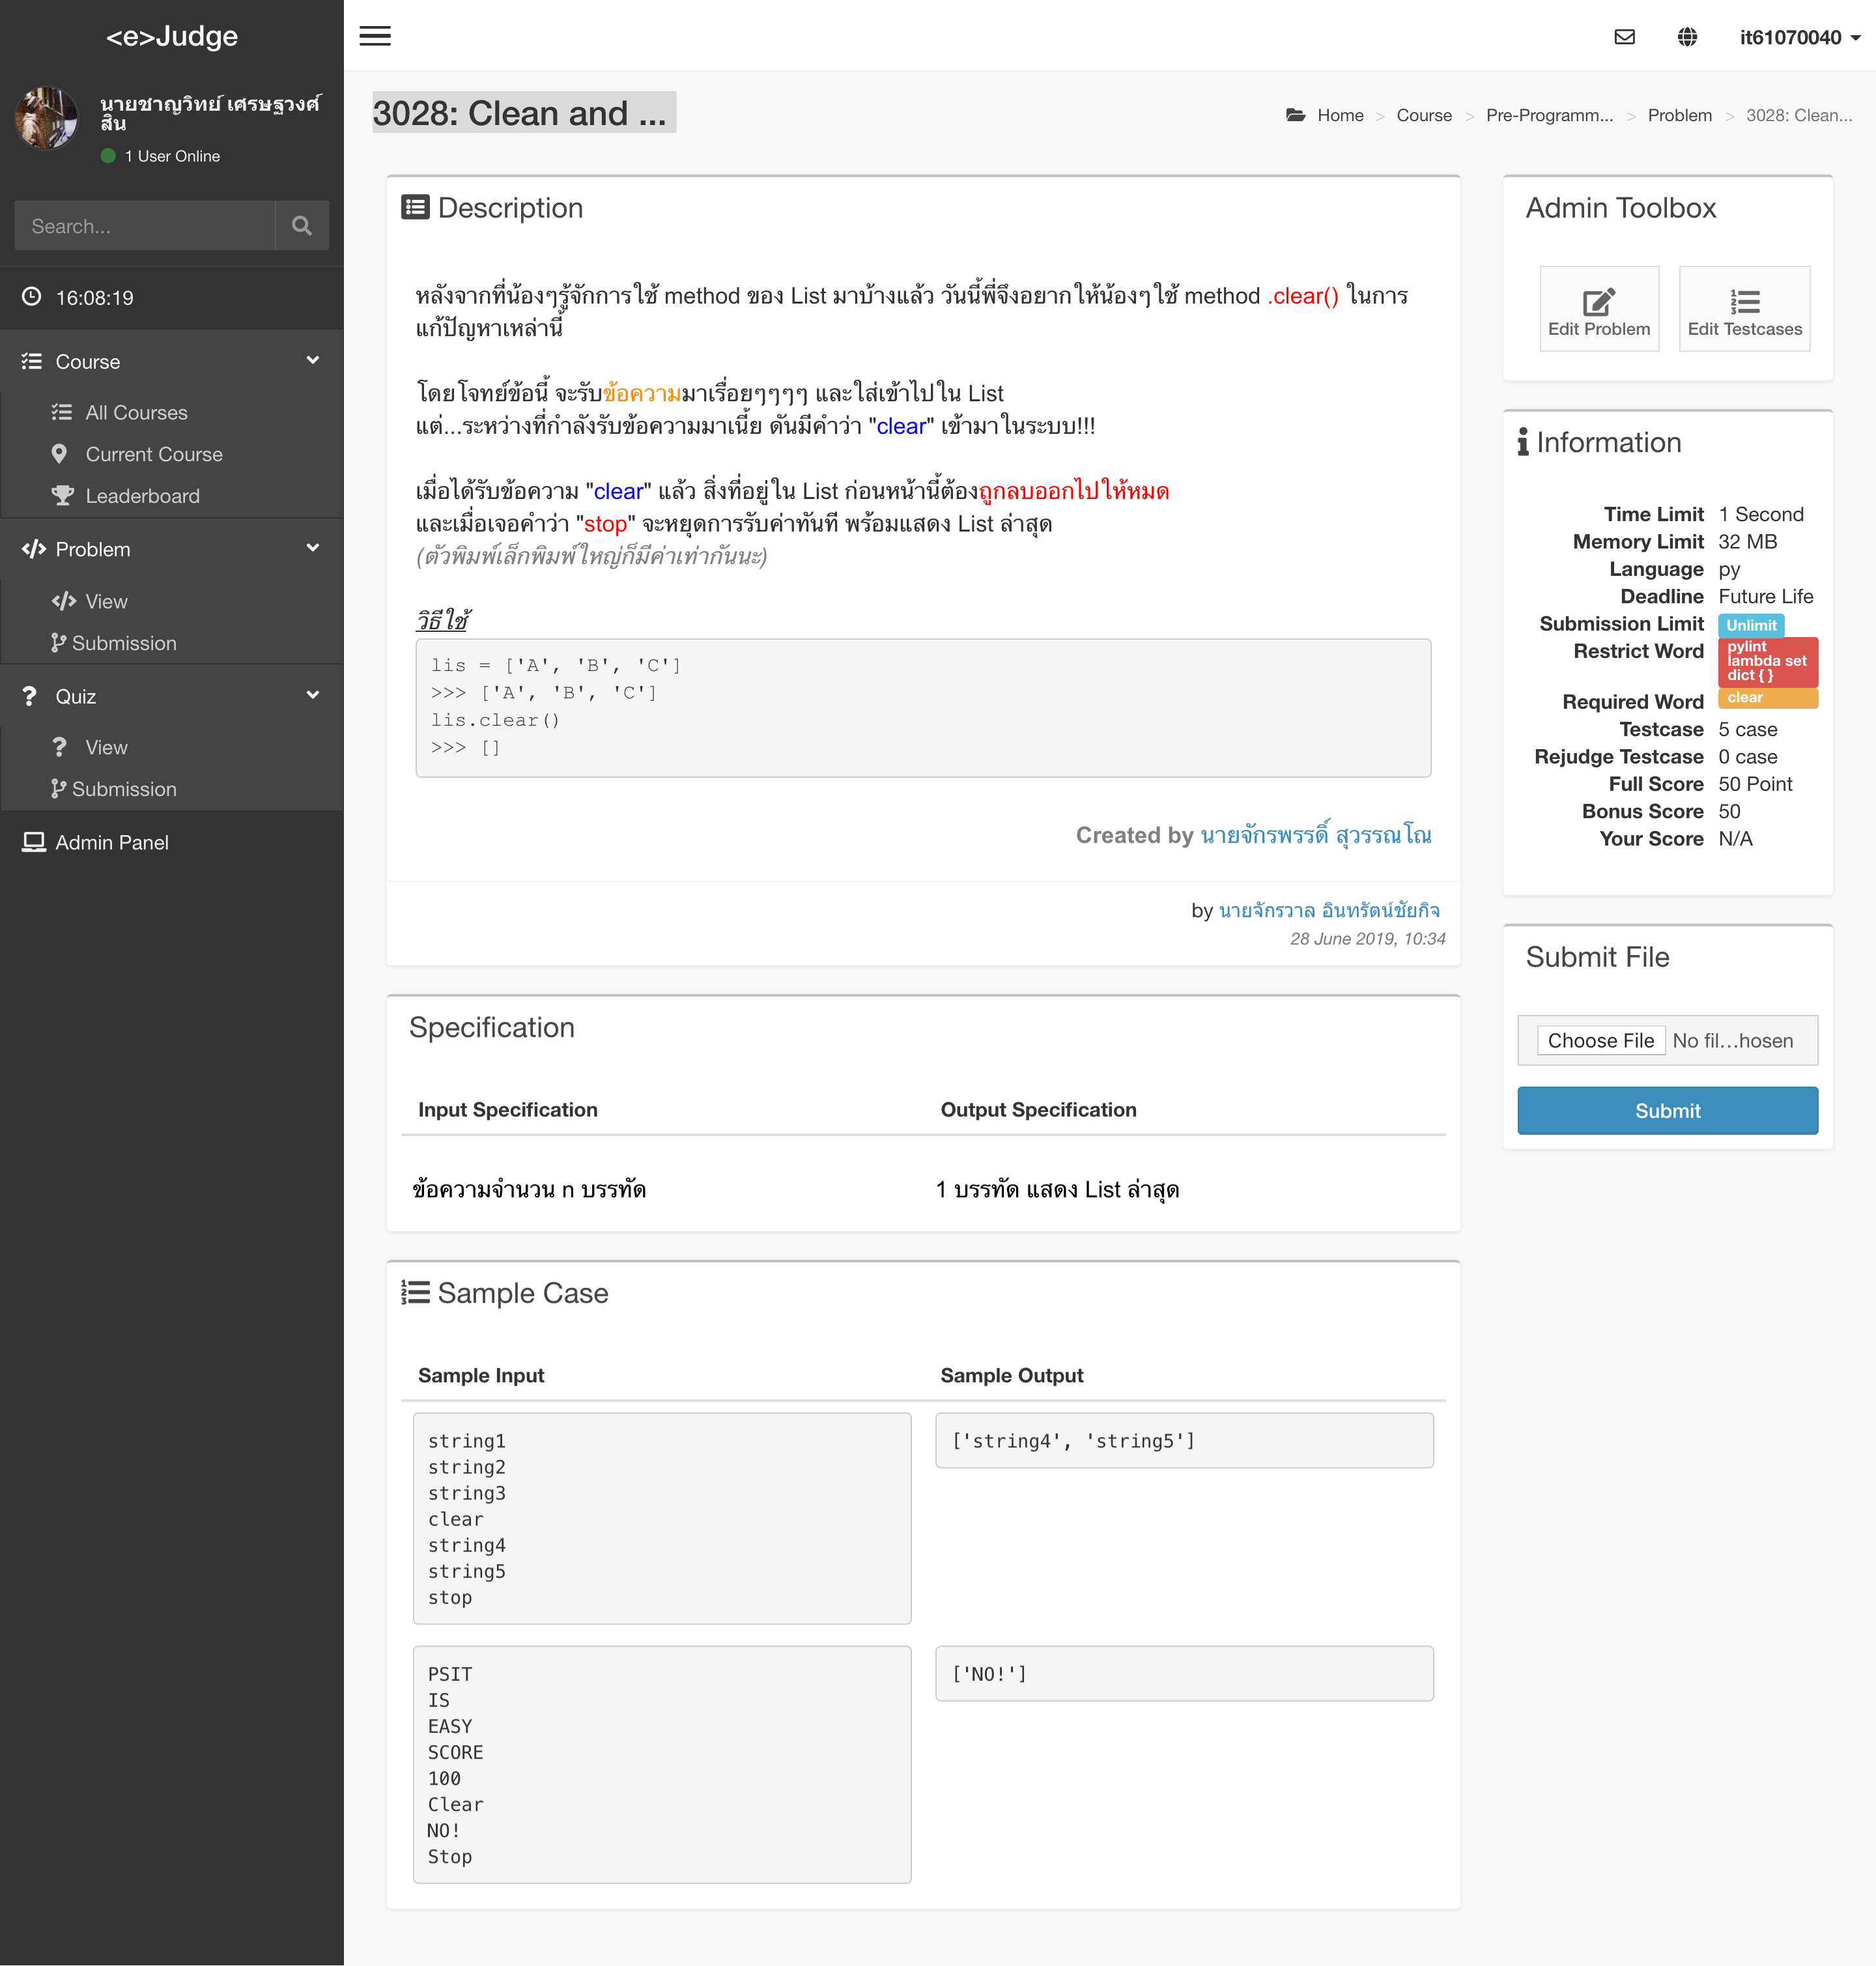 <e>Judge
it61070040
นายชาญวิทย์ เศรษฐวงศ์
สิน
1 User Online
Search...
16:08:19
Course
All Courses
Current Course
Leaderboard
Problem
View
Submission
Quiz
View
Submission
Admin Panel
3028: Clean and ...
Home > Course > Pre-Programm... > Problem > 3028: Clean...
Description
หลังจากที่น้องๆรู้จักการใช้ method ของ List มาบ้างแล้ว วันนี้พี่จึงอยากให้น้องๆใช้ method .clear() ในการ
แก้ปัญหาเหล่านี้
โดยโจทย์ข้อนี้ จะรับข้อความมาเรื่อยๆๆๆๆ และใส่เข้าไปใน List
แต่...ระหว่างที่กำลังรับข้อความมาเนี่ย ดันมีคำว่า "clear" เข้ามาในระบบ!!!
เมื่อได้รับข้อความ "clear" แล้ว สิ่งที่อยู่ใน List ก่อนหน้านี้ต้องถูกลบออกไปให้หมด
และเมื่อเจอคำว่า "stop" จะหยุดการรับค่าทันที พร้อมแสดง List ล่าสุด
(ตัวพิมพ์เล็กพิมพ์ใหญ่ก็มีค่าเท่ากันนะ)
วิธีใช้
lis = ['A', 'B', 'C']
>>> ['A', 'B', 'C']
lis.clear()
>>> []
Created by นายจักรพรรดิ์ สุวรรณโณ
by นายจักรวาล อินทรัตน์ชัยกิจ
28 June 2019, 10:34
Specification
Input Specification Output Specification
ข้อความจำนวน n บรรทัด 1 บรรทัด แสดง List ล่าสุด
Sample Case
Sample Input Sample Output
string1
string2
string3
clear
string4
string5
stop
['string4', 'string5']
PSIT
IS
EASY
SCORE
100
Clear
NO!
Stop
['NO!']
Admin Toolbox
Edit Problem Edit Testcases
Information
Time Limit 1 Second
Memory Limit 32 MB
Language py
Deadline Future Life
Submission Limit Unlimit
Restrict Word pylint
lambda set
dict { }
Required Word clear
Testcase 5 case
Rejudge Testcase 0 case
Full Score 50 Point
Bonus Score 50
Your Score N/A
Submit File
Choose File No fil...hosen
Submit